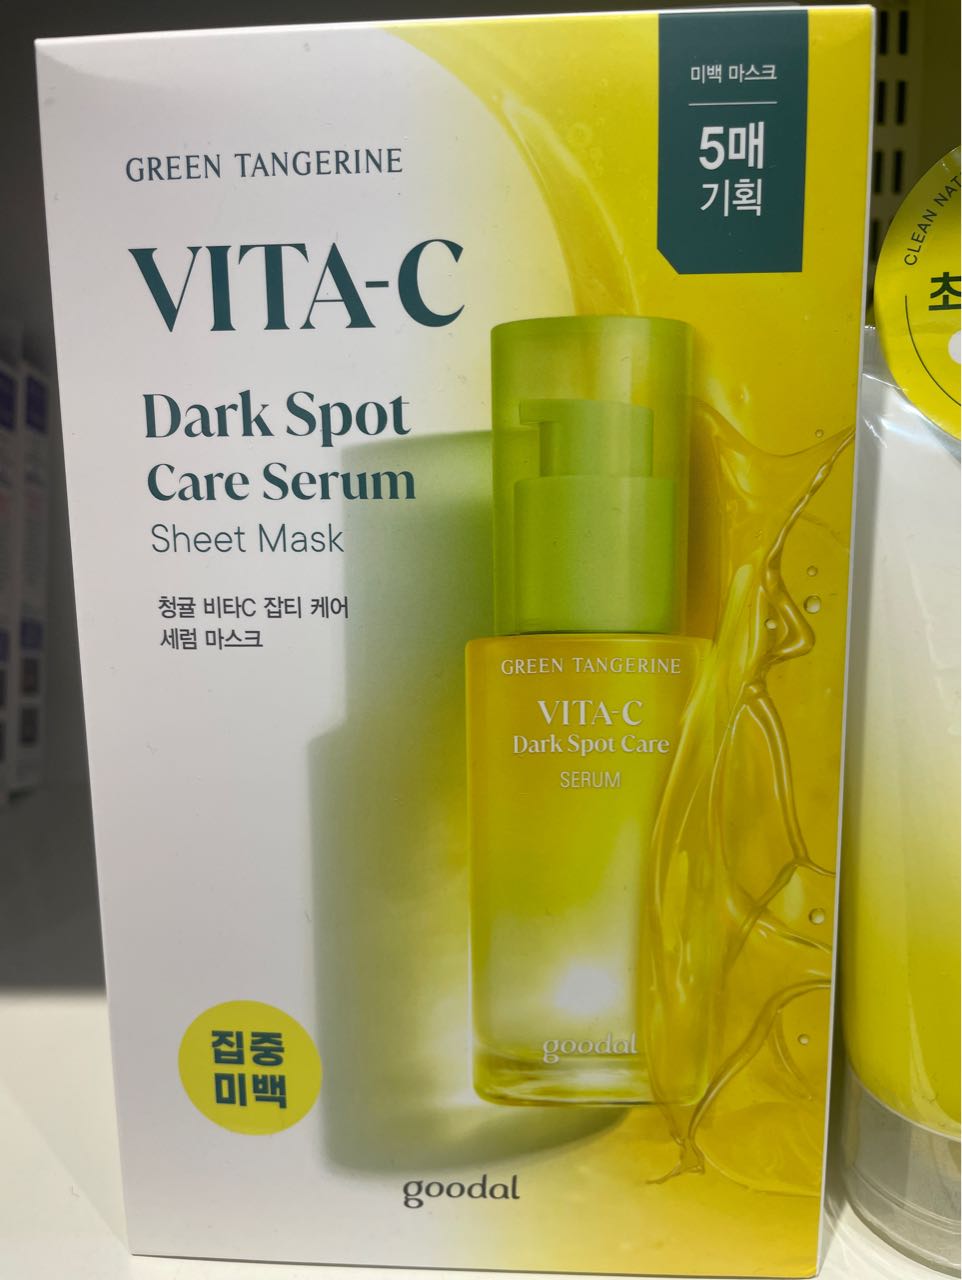 GREEN TANGERINE
VITA-C
Dark Spot
Care Serum
Sheet Mask
청귤 비타C 잡티 케어
세럼 마스크
미백 마스크
5매
기획
GREEN TANGERINE
VITA-C
Dark Spot Care
SERUM
goodal
집중
미백
goodal
CLEAN